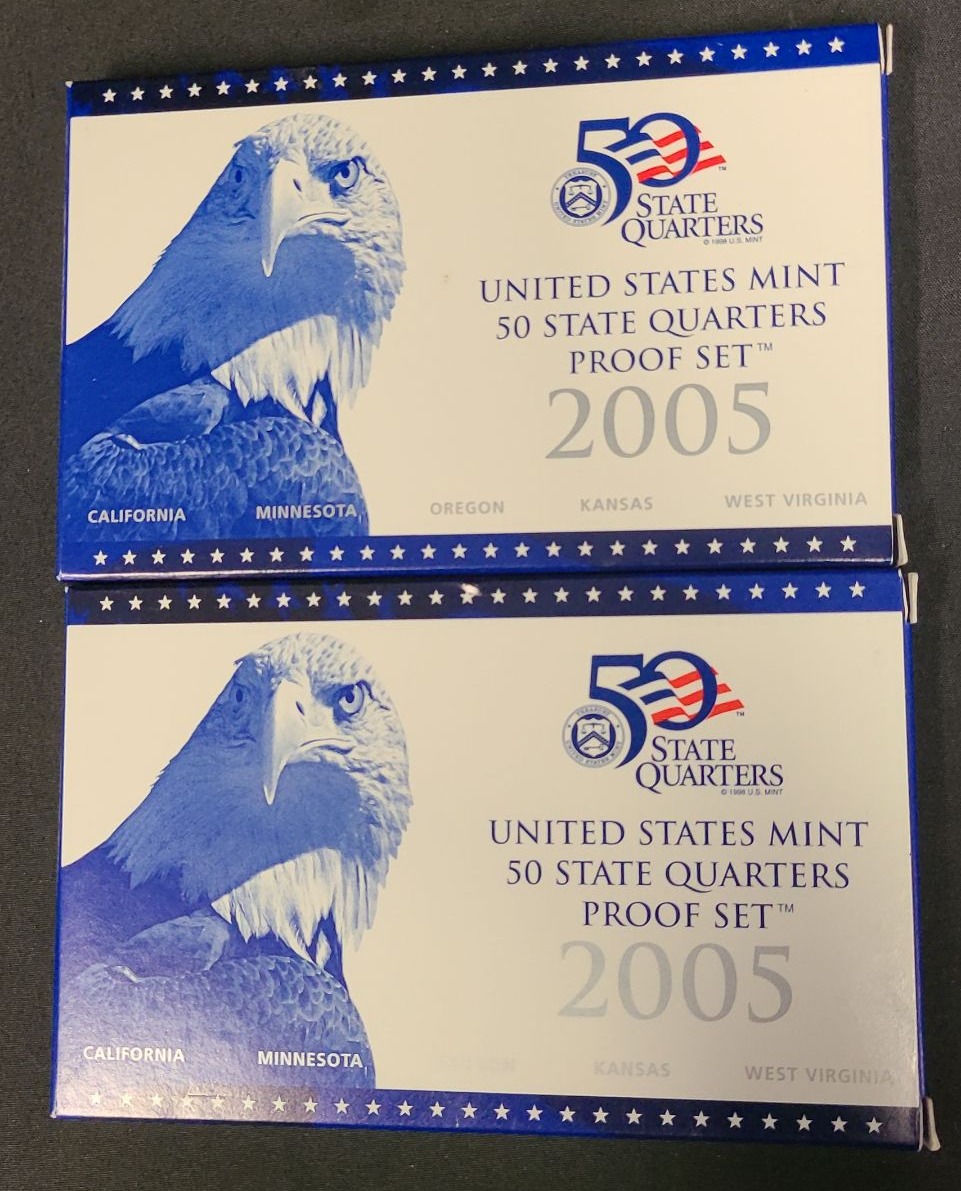 50
STATE
QUARTERS
© 1998 U.S. MINT
UNITED STATES MINT
50 STATE QUARTERS
PROOF SET™
2005
CALIFORNIA MINNESOTA OREGON KANSAS WEST VIRGINIA
50
STATE
QUARTERS
© 1998 U.S. MINT
UNITED STATES MINT
50 STATE QUARTERS
PROOF SET™
2005
CALIFORNIA MINNESOTA KANSAS WEST VIRGINIA